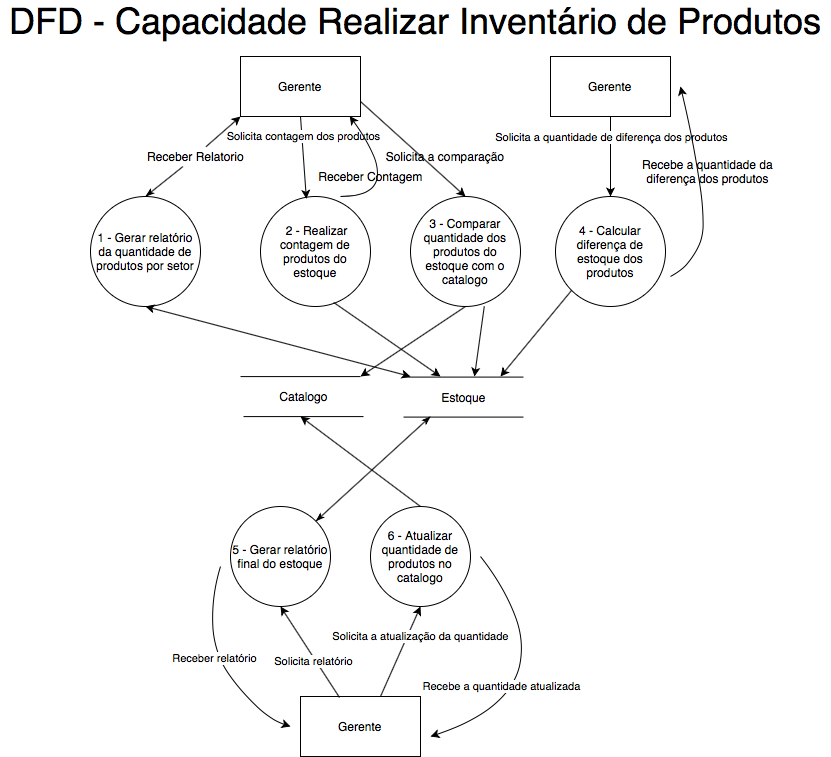 DFD - Capacidade Realizar Inventário de Produtos
Gerente
Gerente
Solicita contagem dos produtos
Solicita a quantidade de diferença dos produtos
Receber Relatorio
Solicita a comparação
Receber Contagem
Recebe a quantidade da
diferença dos produtos
1 - Gerar relatório
da quantidade de
produtos por setor
2 - Realizar
contagem de
produtos do
estoque
3 - Comparar
quantidade dos
produtos do
estoque com o
catalogo
4 - Calcular
diferença de
estoque dos
produtos
Catalogo
Estoque
5 - Gerar relatório
final do estoque
6 - Atualizar
quantidade de
produtos no
catalogo
Solicita a atualização da quantidade
Receber relatório
Solicita relatório
Recebe a quantidade atualizada
Gerente